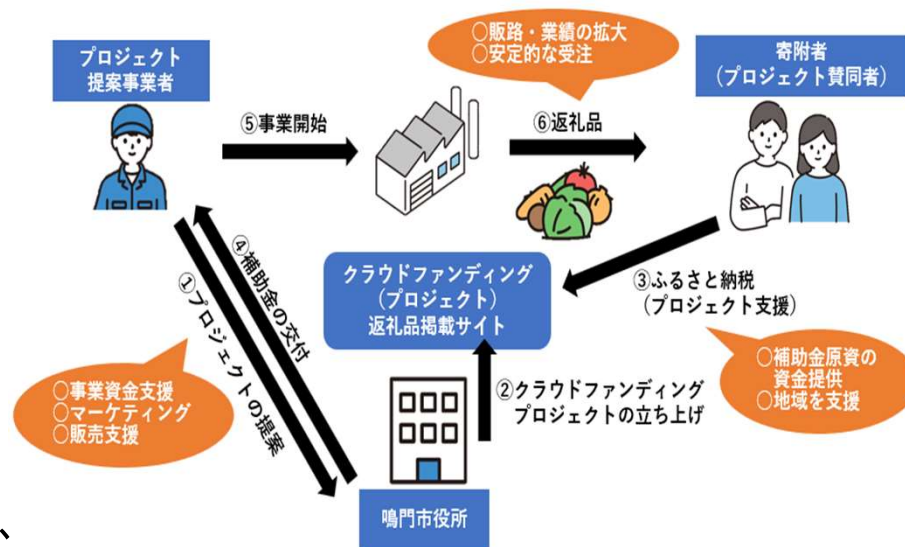 プロジェクト
提案事業者
○販路・業績の拡大
○安定的な受注
寄附者
(プロジェクト賛同者)
⑤事業開始
⑥返礼品
④補助金の交付
①プロジェクトの提案
クラウドファンディング
(プロジェクト)
返礼品掲載サイト
③ふるさと納税
(プロジェクト支援)
○事業資金支援
○マーケティング
○販売支援
②クラウドファンディング
プロジェクトの立ち上げ
○補助金原資の
資金提供
○地域を支援
鳴門市役所
、